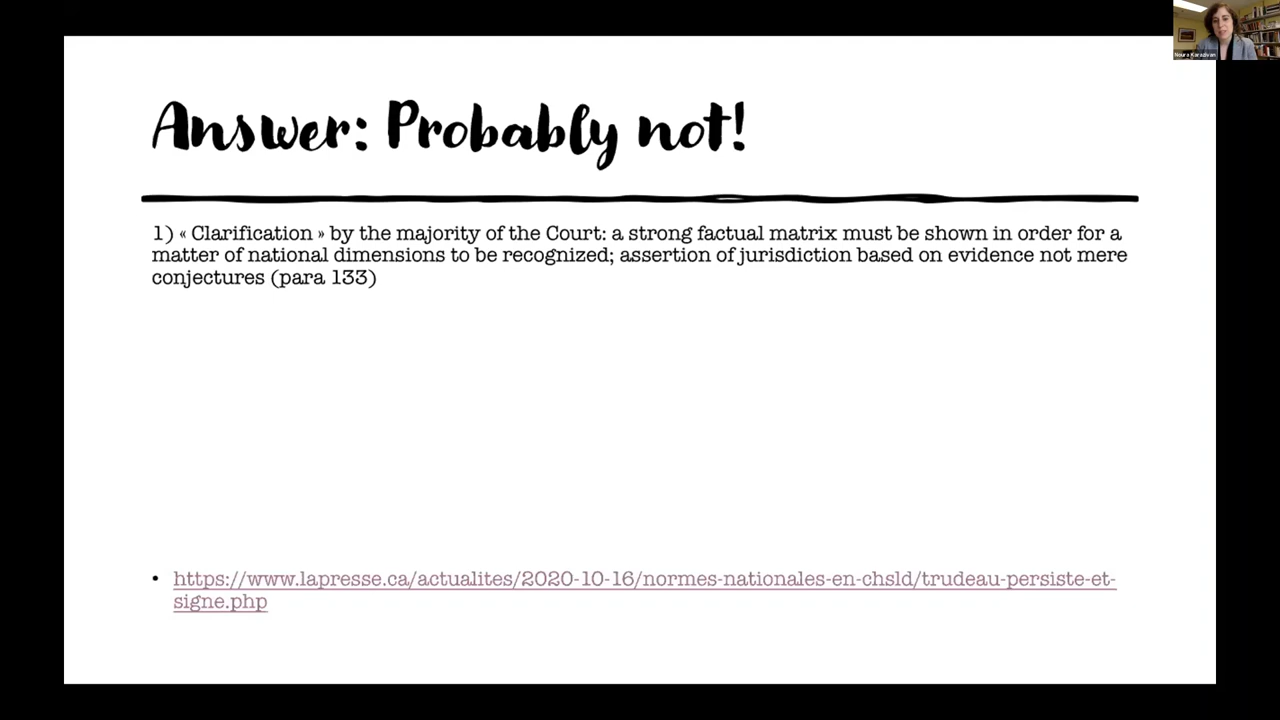 Noura Karazivan
Answer: Probably not!
1) « Clarification » by the majority of the Court: a strong factual matrix must be shown in order for a
matter of national dimensions to be recognized; assertion of jurisdiction based on evidence not mere
conjectures (para 133)
• https://www.lapresse.ca/actualites/2020-10-16/normes-nationales-en-chsld/trudeau-persiste-et-
signe.php